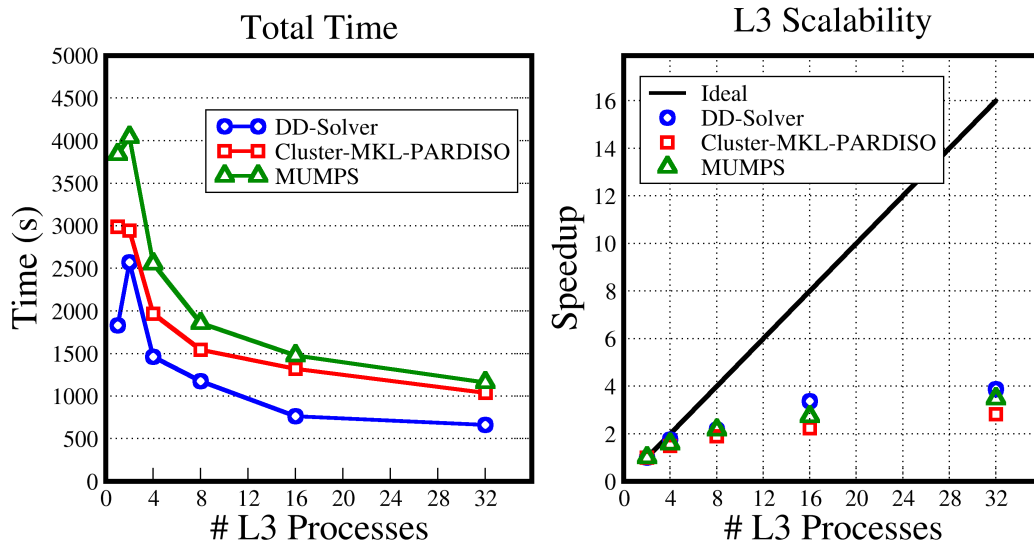 Total Time
5000
4500
4000
3500
3000
2500
2000
1500
1000
500
0
Time (s)
DD-Solver
Cluster-MKL-PARDISO
MUMPS
0 4 8 12 16 20 24 28 32
# L3 Processes
L3 Scalability
16
14
12
10
8
6
4
2
0
Speedup
Ideal
DD-Solver
Cluster-MKL-PARDISO
MUMPS
0 4 8 12 16 20 24 28 32
# L3 Processes